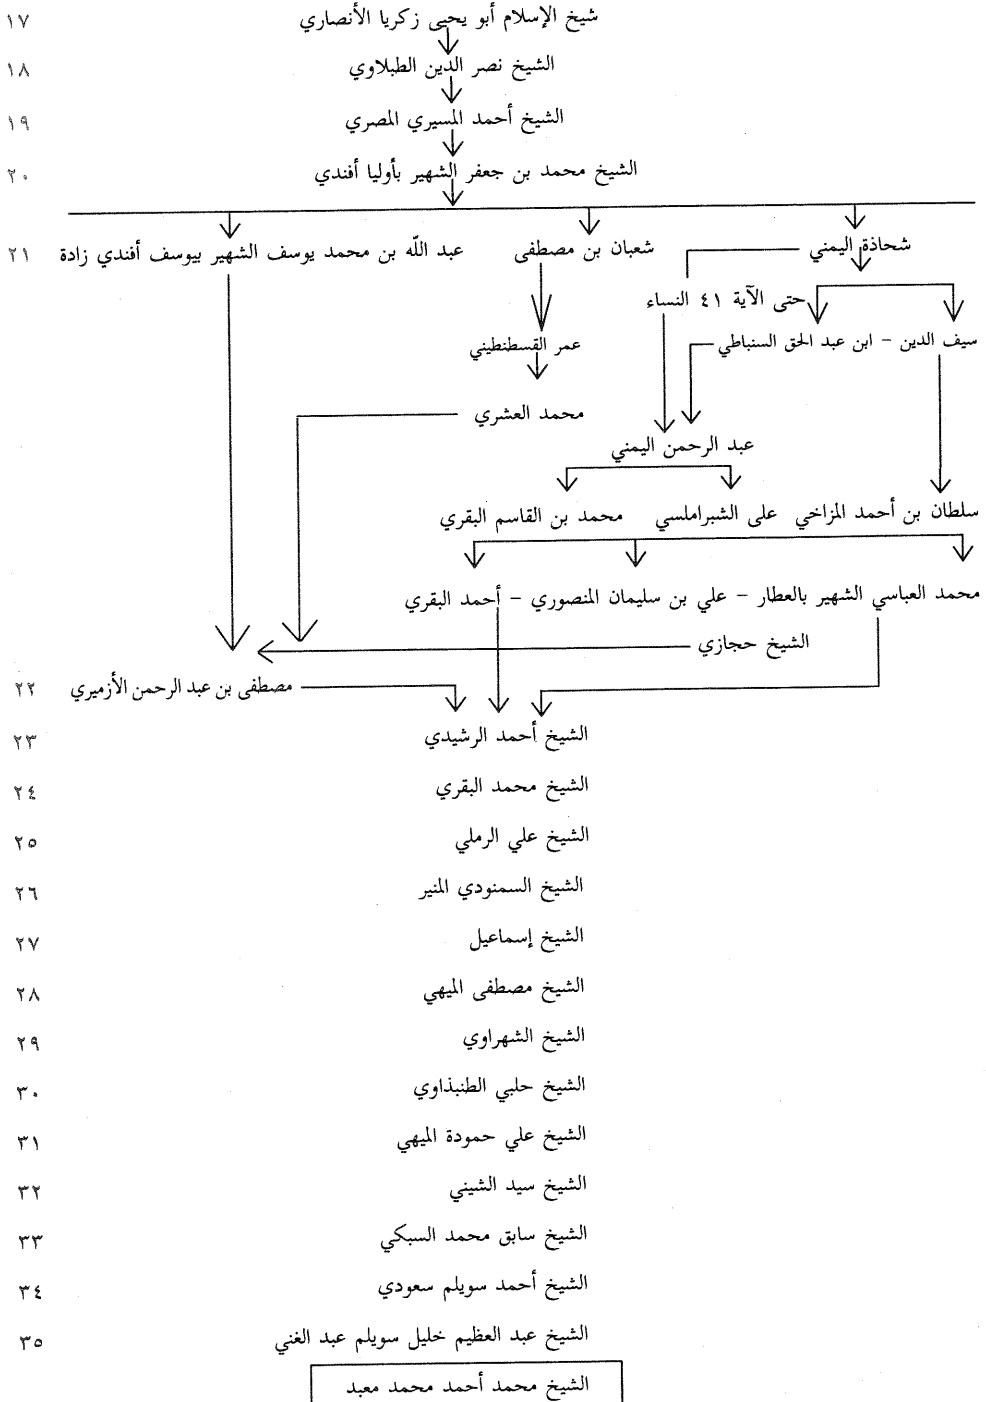 شيخ الإسلام أبو يحيى زكريا الأنصاري ١٧
الشيخ نصر الدين الطبلاوي ١٨
الشيخ أحمد المسيري المصري ١٩
الشيخ محمد بن جعفر الشهير بأوليا أفندي ٢٠
شحاذة اليمني شعبان بن مصطفى عبد الله بن محمد يوسف الشهير بيوسف أفندي زادة ٢١
حتى الآية ٤١ النساء
سيف الدين - ابن عبد الحق السنباطي عمر القسطنطيني
محمد العشري
عبد الرحمن اليمني
سلطان بن أحمد المزاخي على الشبراملسي محمد بن القاسم البقري
محمد العباسي الشهير بالعطار - علي بن سليمان المنصوري - أحمد البقري
الشيخ حجازي
مصطفى بن عبد الرحمن الأزميري ٢٢
الشيخ أحمد الرشيدي ٢٣
الشيخ محمد البقري ٢٤
الشيخ علي الرملي ٢٥
الشيخ السمنودي المنير ٢٦
الشيخ إسماعيل ٢٧
الشيخ مصطفى الميهي ٢٨
الشيخ الشهراوي ٢٩
الشيخ حلبي الطنبذاوي ٣٠
الشيخ علي حمودة الميهي ٣١
الشيخ سيد الشيني ٣٢
الشيخ سابق محمد السبكي ٣٣
الشيخ أحمد سويلم سعودي ٣٤
الشيخ عبد العظيم خليل سويلم عبد الغني ٣٥
الشيخ محمد أحمد محمد معبد